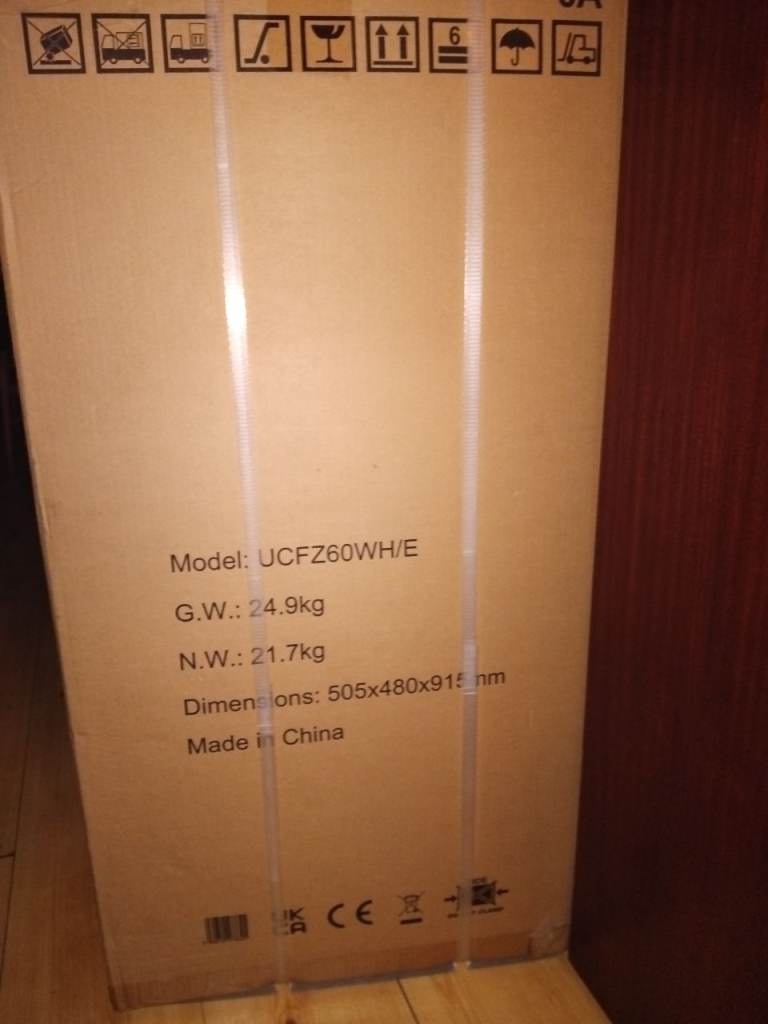 6
Model: UCFZ60WH/E
G.W.: 24.9kg
N.W.: 21.7kg
Dimensions: 505x480x915mm
Made in China
UK
CA
CE